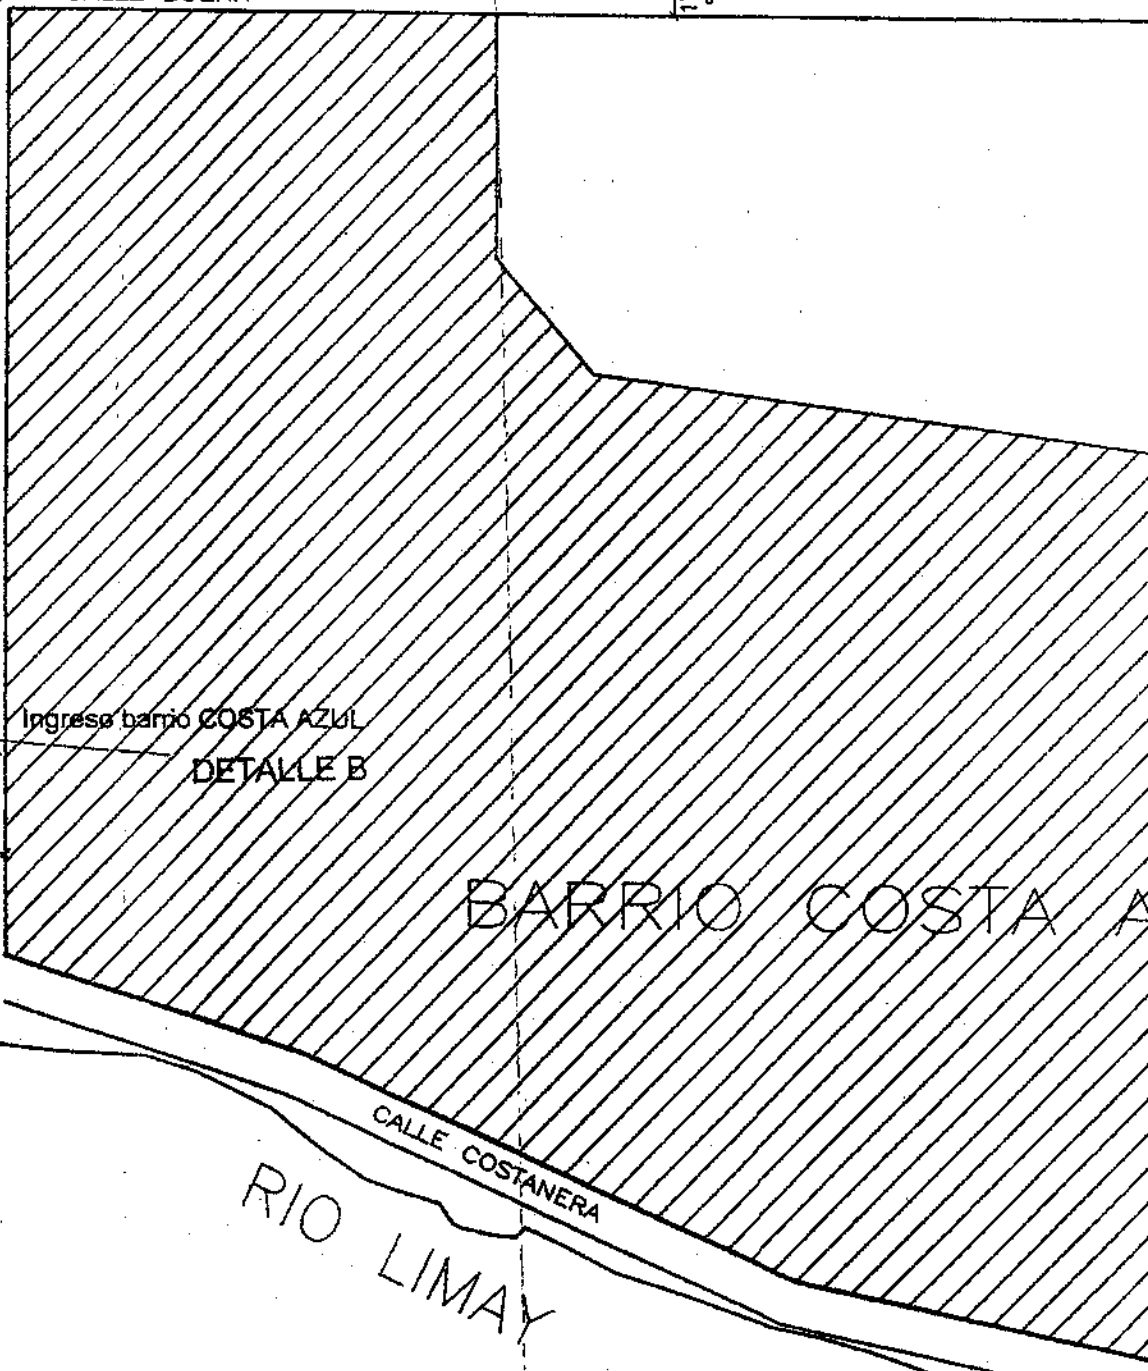 Ingreso barrio COSTA AZUL
DETALLE B
BARRIO COSTA A
CALLE COSTANERA
RIO LIMAY